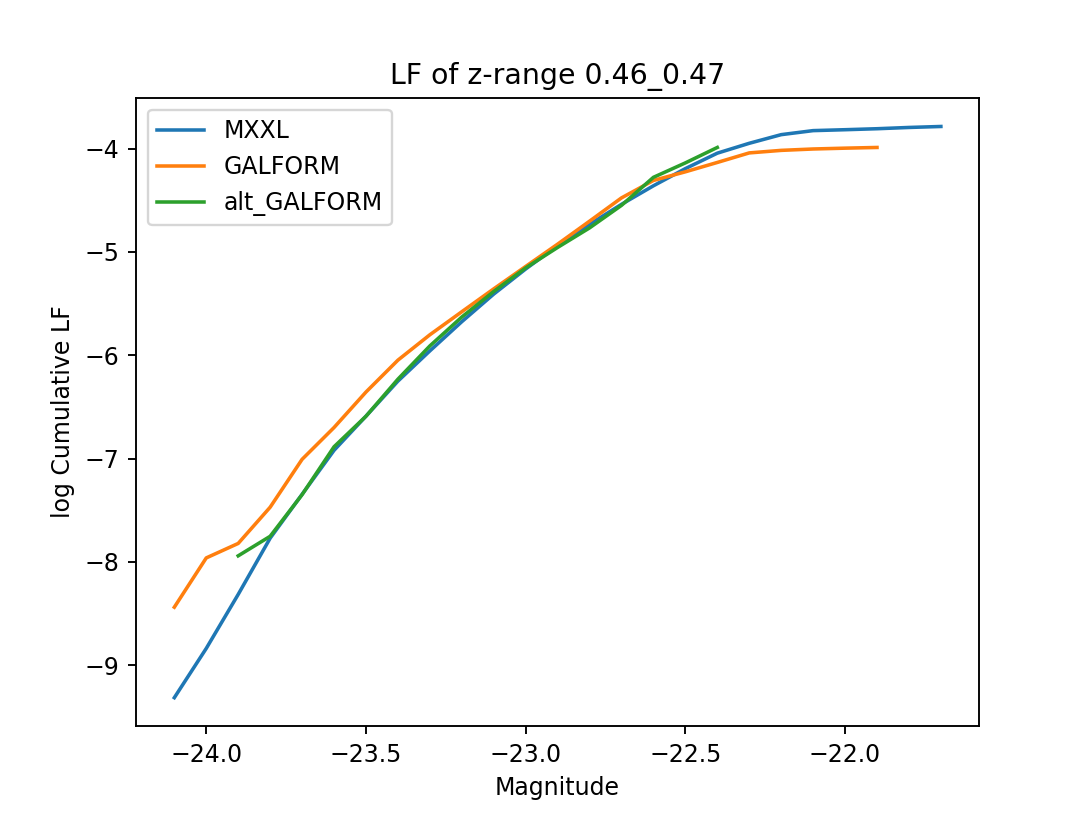 LF of z-range 0.46_0.47
MXXL
GALFORM
alt_GALFORM
log Cumulative LF
−4
−5
−6
−7
−8
−9
−24.0 −23.5 −23.0 −22.5 −22.0
Magnitude